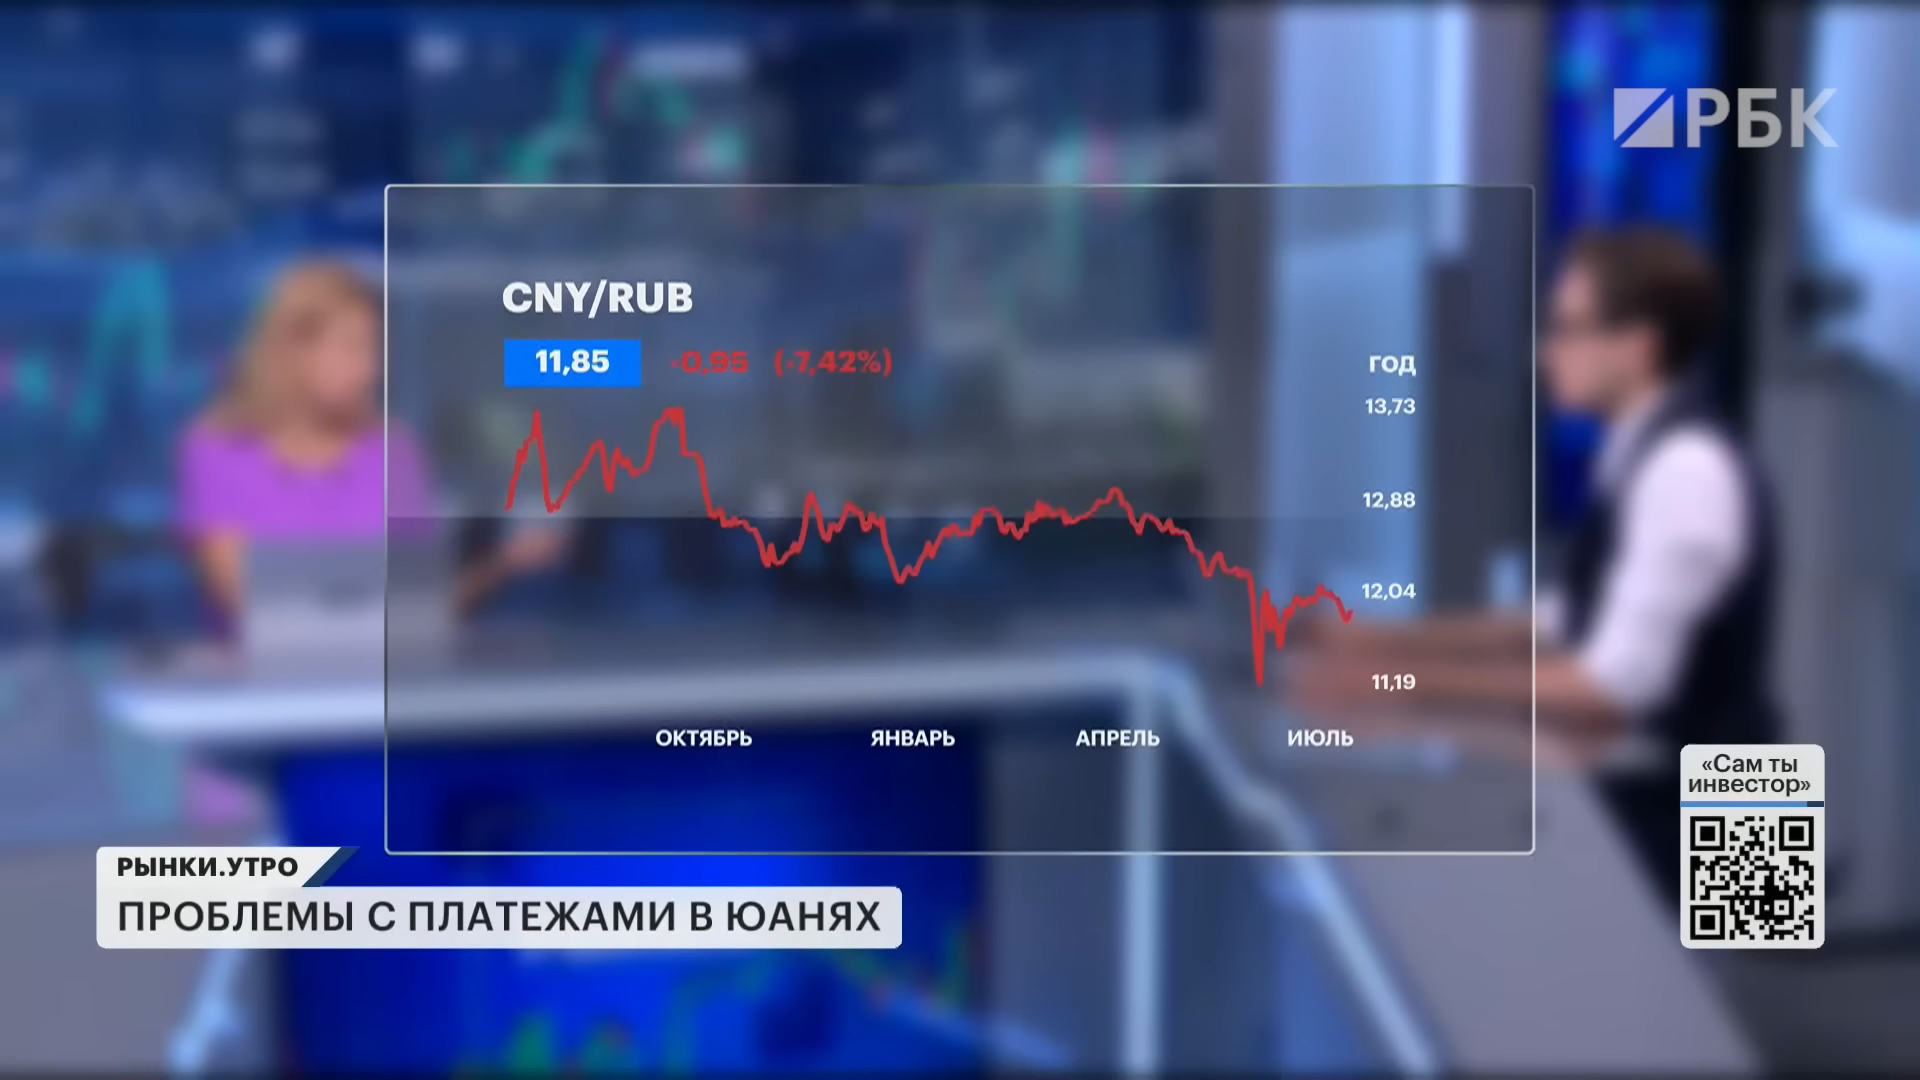 РБК
CNY/RUB
11,85 -0,95 (-7,42%)
ГОД
13,73
12,88
12,04
11,19
ОКТЯБРЬ ЯНВАРЬ АПРЕЛЬ ИЮЛЬ
«Сам ты
инвестор»
РЫНКИ.УТРО
ПРОБЛЕМЫ С ПЛАТЕЖАМИ В ЮАНЯХ